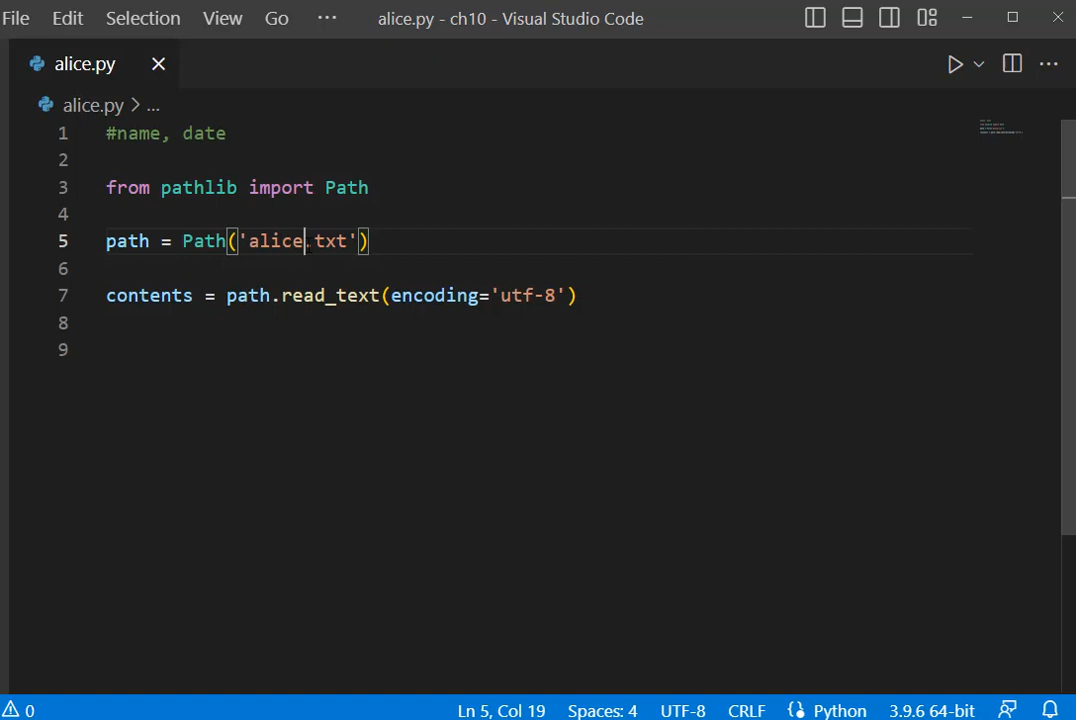 File Edit Selection View Go ··· alice.py - ch10 - Visual Studio Code
alice.py
alice.py > ...
1 #name, date
2
3 from pathlib import Path
4
5 path = Path('alice.txt')
6
7 contents = path.read_text(encoding='utf-8')
8
9
0 Ln 5, Col 19 Spaces: 4 UTF-8 CRLF Python 3.9.6 64-bit